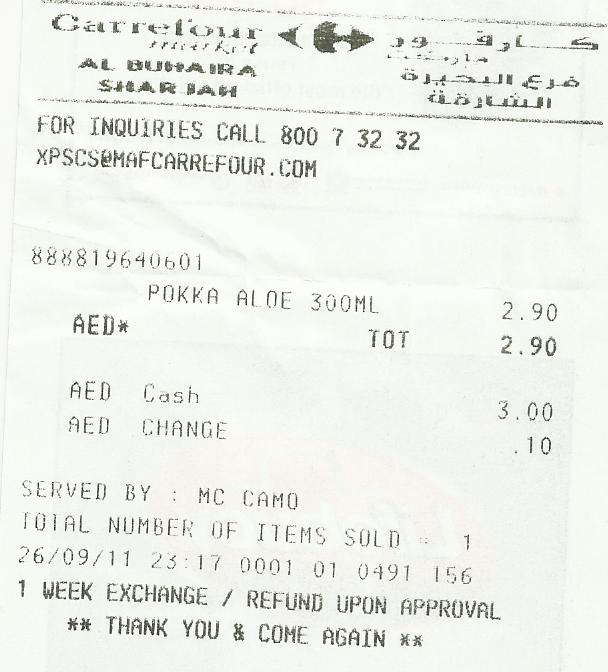 Carrefour كارفور
market ماركت
AL BUHAIRA فرع البحيرة
SHARJAH الشارقة
FOR INQUIRIES CALL 800 7 32 32
XPSCS@MAFCARREFOUR.COM
888819640601
POKKA ALOE 300ML 2.90
AED* TOT 2.90
AED Cash 3.00
AED CHANGE .10
SERVED BY : MC CAMO
TOTAL NUMBER OF ITEMS SOLD = 1
26/09/11 23:17 0001 01 0491 156
1 WEEK EXCHANGE / REFUND UPON APPROVAL
** THANK YOU & COME AGAIN **